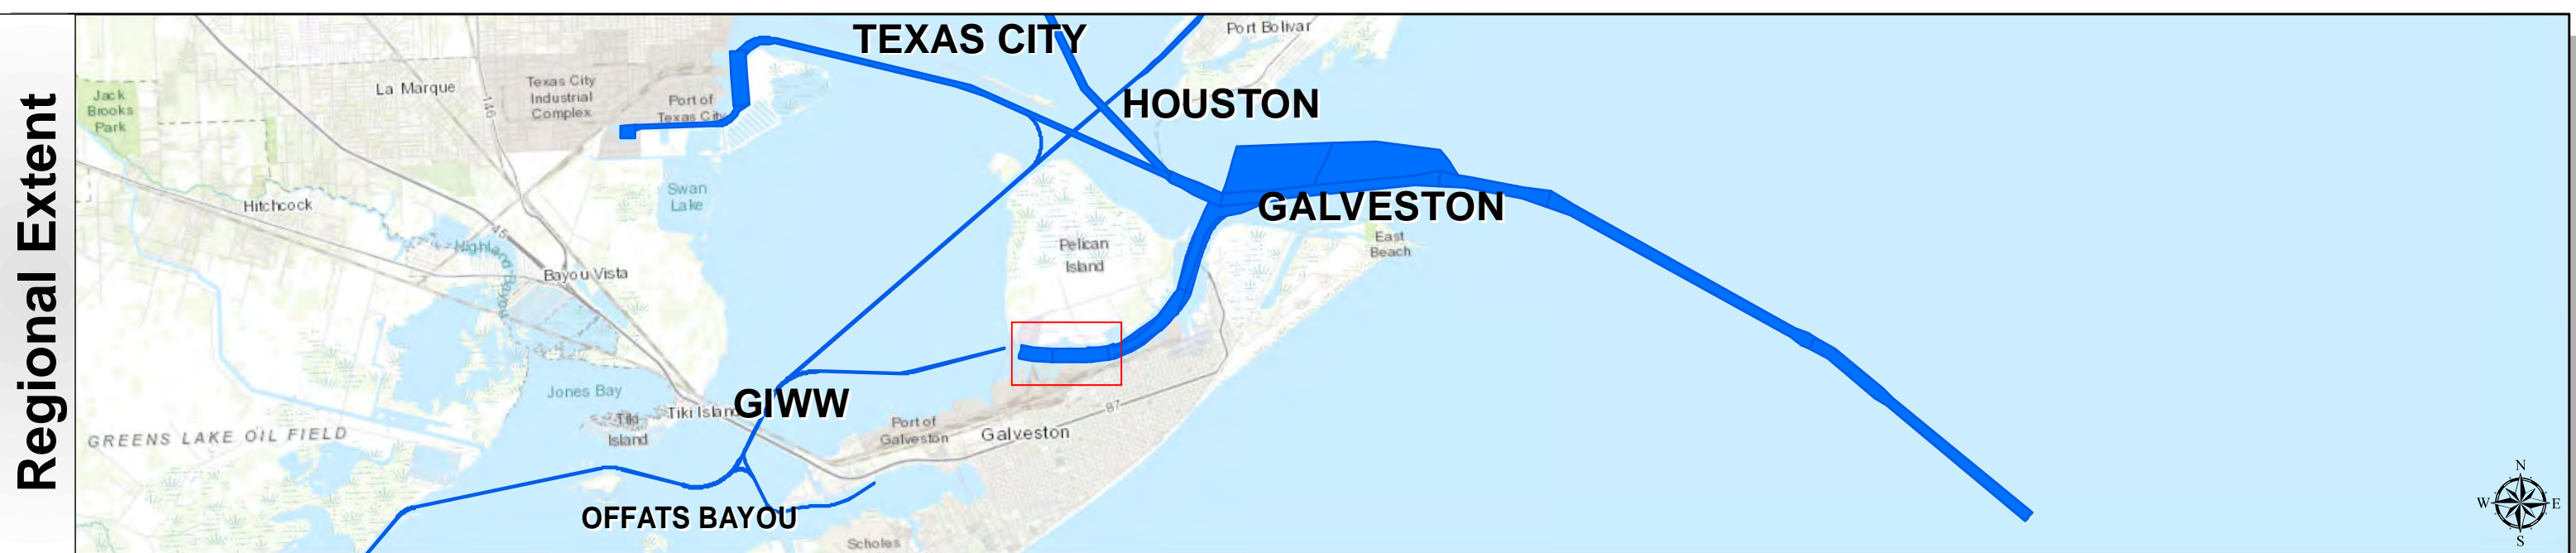 Regional Extent
TEXAS CITY
Port Bolivar
La Marque
Texas City
Industrial
Complex
146
Jack
Brooks
Park
Port of
Texas City
HOUSTON
Swan
Lake
Hitchcock
GALVESTON
45
Highland Bayou
Pelican
Island
East
Beach
Bayou Vista
Jones Bay
Tiki Island
Tiki
Island
GIWW
87
GREENS LAKE OIL FIELD
Port of
Galveston
Galveston
OFFATS BAYOU
Scholes
N
W
E
S